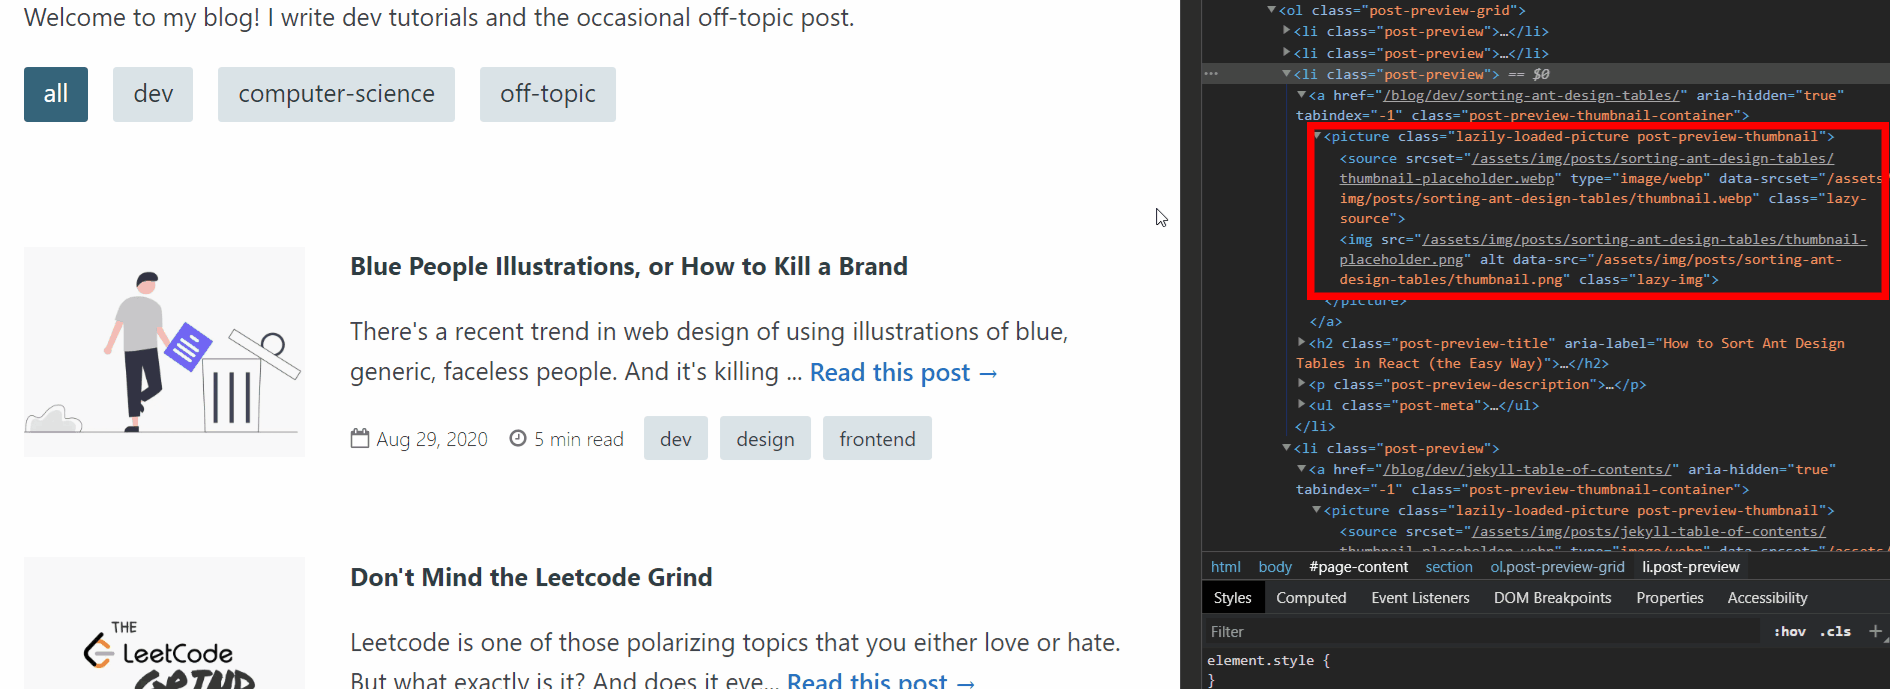 Welcome to my blog! I write dev tutorials and the occasional off-topic post.
all
dev
computer-science
off-topic
Blue People Illustrations, or How to Kill a Brand
There's a recent trend in web design of using illustrations of blue,
generic, faceless people. And it's killing ... Read this post →
Aug 29, 2020
5 min read
dev
design
frontend
THE
LeetCode
GRIND
Don't Mind the Leetcode Grind
Leetcode is one of those polarizing topics that you either love or hate.
But what exactly is it? And does it eve... Read this post →
<ol class="post-preview-grid">
<li class="post-preview">…</li>
<li class="post-preview">…</li>
<li class="post-preview"> == $0
<a href="/blog/dev/sorting-ant-design-tables/" aria-hidden="true"
tabindex="-1" class="post-preview-thumbnail-container">
<picture class="lazily-loaded-picture post-preview-thumbnail">
<source srcset="/assets/img/posts/sorting-ant-design-tables/
thumbnail-placeholder.webp" type="image/webp" data-srcset="/assets/
img/posts/sorting-ant-design-tables/thumbnail.webp" class="lazy-
source">
<img src="/assets/img/posts/sorting-ant-design-tables/thumbnail-
placeholder.png" alt data-src="/assets/img/posts/sorting-ant-
design-tables/thumbnail.png" class="lazy-img">
</picture>
</a>
<h2 class="post-preview-title" aria-label="How to Sort Ant Design
Tables in React (the Easy Way)">…</h2>
<p class="post-preview-description">…</p>
<ul class="post-meta">…</ul>
</li>
<li class="post-preview">
<a href="/blog/dev/jekyll-table-of-contents/" aria-hidden="true"
tabindex="-1" class="post-preview-thumbnail-container">
<picture class="lazily-loaded-picture post-preview-thumbnail">
<source srcset="/assets/img/posts/jekyll-table-of-contents/
thumbnail-placeholder.webp" type="image/webp" data-srcset="/assets/
html body #page-content section ol.post-preview-grid li.post-preview
Styles Computed Event Listeners DOM Breakpoints Properties Accessibility
Filter
:hov .cls +
element.style {
}